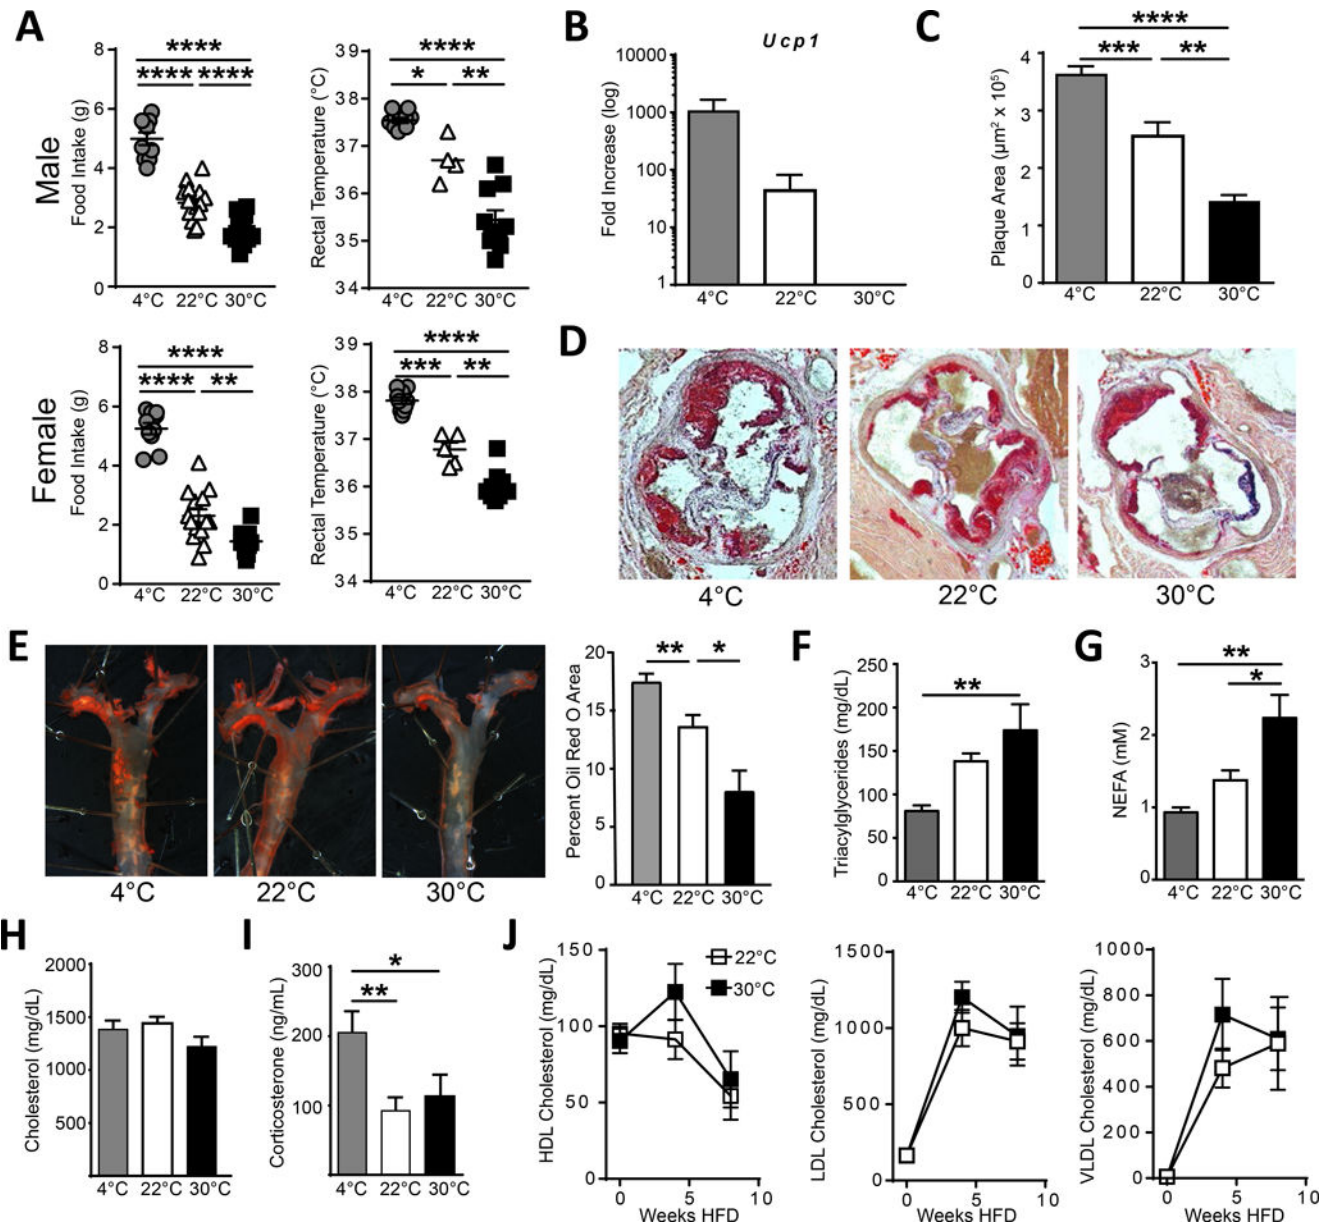 A
Male
Food Intake (g)
8
6
4
2
0
4°C 22°C 30°C
****
**** ****
Rectal Temperature (°C)
39
38
37
36
35
34
4°C 22°C 30°C
****
* **
B
Ucp1
Fold Increase (log)
10000
1000
100
10
1
4°C 22°C 30°C
C
Plaque Area (µm² x 10⁵)
4
3
2
1
0
4°C 22°C 30°C
****
*** **
Female
Food Intake (g)
8
6
4
2
0
4°C 22°C 30°C
****
**** **
Rectal Temperature (°C)
39
38
37
36
35
34
4°C 22°C 30°C
****
*** **
D
4°C 22°C 30°C
E
4°C 22°C 30°C
Percent Oil Red O Area
20
15
10
5
0
4°C 22°C 30°C
** *
F
Triacylglycerides (mg/dL)
250
200
150
100
50
0
4°C 22°C 30°C
**
G
NEFA (mM)
3
2
1
0
4°C 22°C 30°C
**
*
H
Cholesterol (mg/dL)
2000
1500
1000
500
4°C 22°C 30°C
I
Corticosterone (ng/mL)
300
200
100
4°C 22°C 30°C
*
**
J
HDL Cholesterol (mg/dL)
150
100
50
0
0 5 10
Weeks HFD
22°C
30°C
LDL Cholesterol (mg/dL)
1500
1000
500
0
0 5 10
Weeks HFD
VLDL Cholesterol (mg/dL)
1000
800
600
400
200
0
0 5 10
Weeks HFD